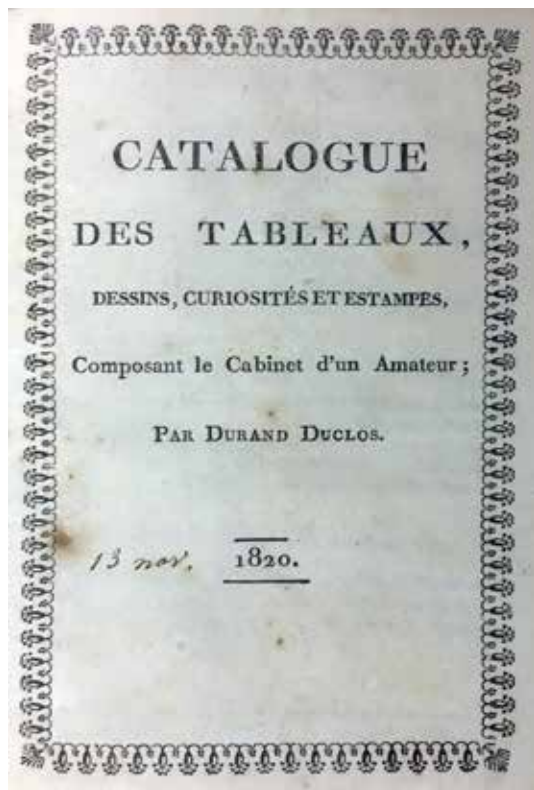 CATALOGUE
DES TABLEAUX,
DESSINS, CURIOSITÉS ET ESTAMPES,
Composant le Cabinet d'un Amateur;
PAR DURAND DUCLOS.
13 nov. 1820.